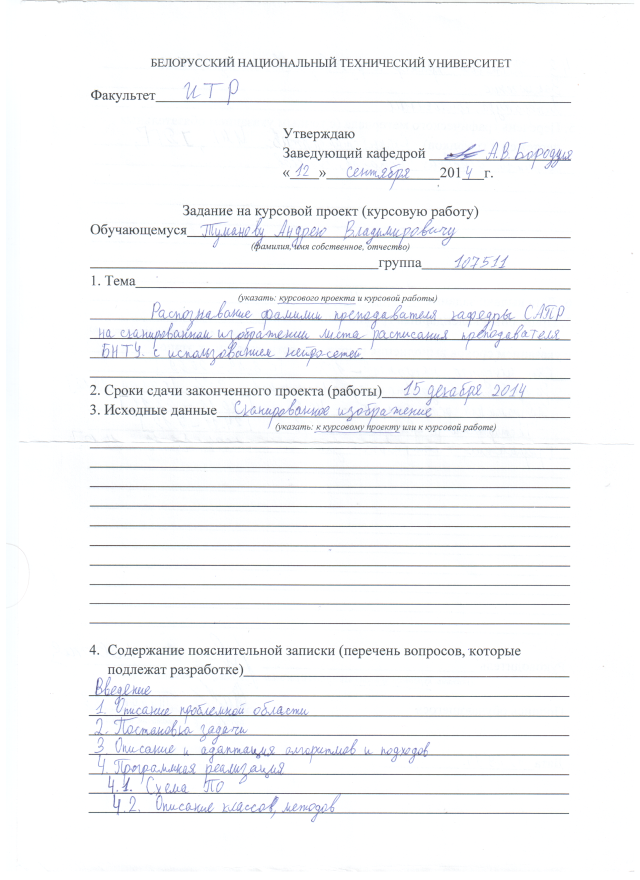 БЕЛОРУССКИЙ НАЦИОНАЛЬНЫЙ ТЕХНИЧЕСКИЙ УНИВЕРСИТЕТ
Факультет ИТР
Утверждаю
Заведующий кафедрой А.В. Бородуля
« 12 » сентября 2014 г.
Задание на курсовой проект (курсовую работу)
Обучающемуся Туманову Андрею Владимировичу
(фамилия, имя собственное, отчество)
группа 107511
1. Тема
(указать: курсового проекта и курсовой работы)
Распознавание фамилии преподавателя кафедры САПР
на сканированном изображении листа расписания преподавателя
БНТУ с использованием нейросетей
2. Сроки сдачи законченного проекта (работы) 15 декабря 2014
3. Исходные данные Сканированное изображение
(указать: к курсовому проекту или к курсовой работе)
4. Содержание пояснительной записки (перечень вопросов, которые
подлежат разработке)
Введение
1. Описание проблемной области
2. Постановка задачи
3. Описание и адаптация алгоритмов и подходов
4. Программная реализация
4.1. Схема ПО
4.2. Описание классов, методов